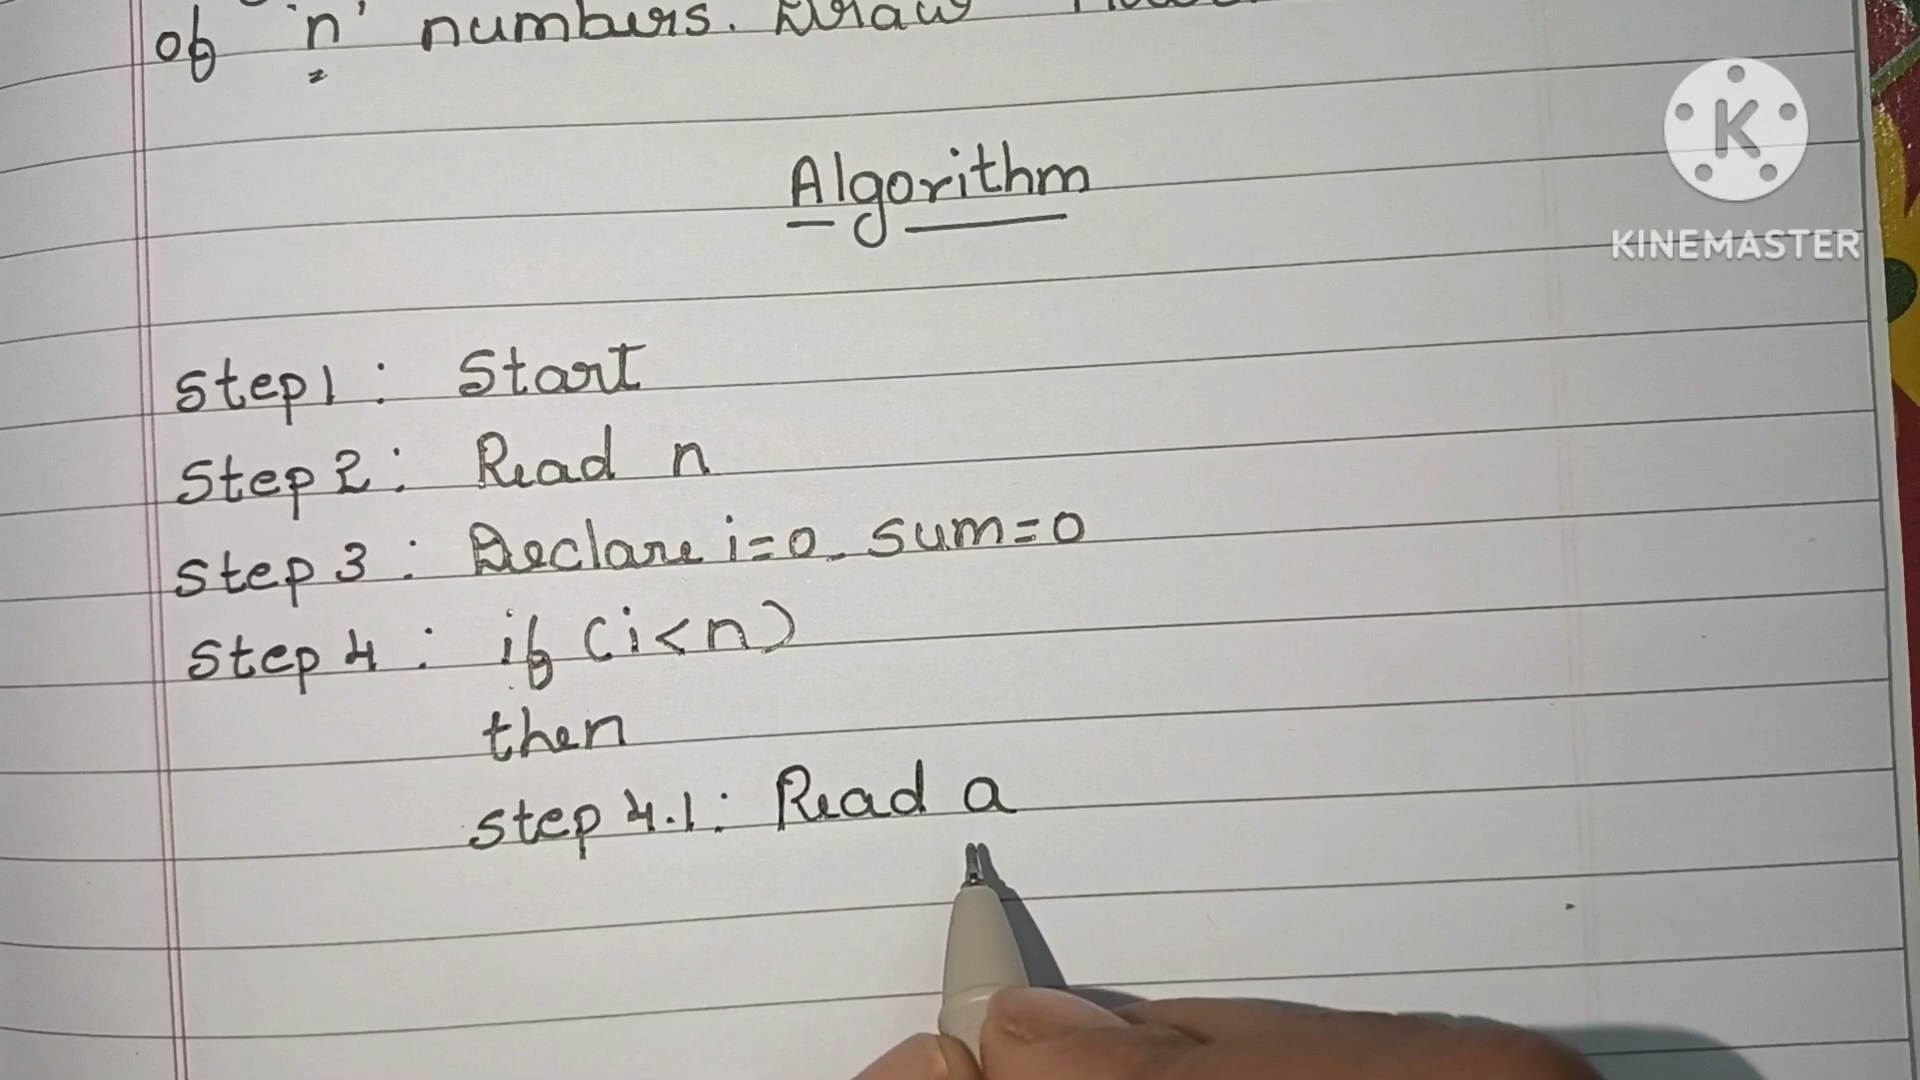 of 'n' numbers. Draw
Algorithm
K
KINEMASTER
Step1 : Start
Step 2 : Read n
Step 3 : Declare i=0, sum=0
Step 4 : if (i<n)
then
step 4.1 : Read a